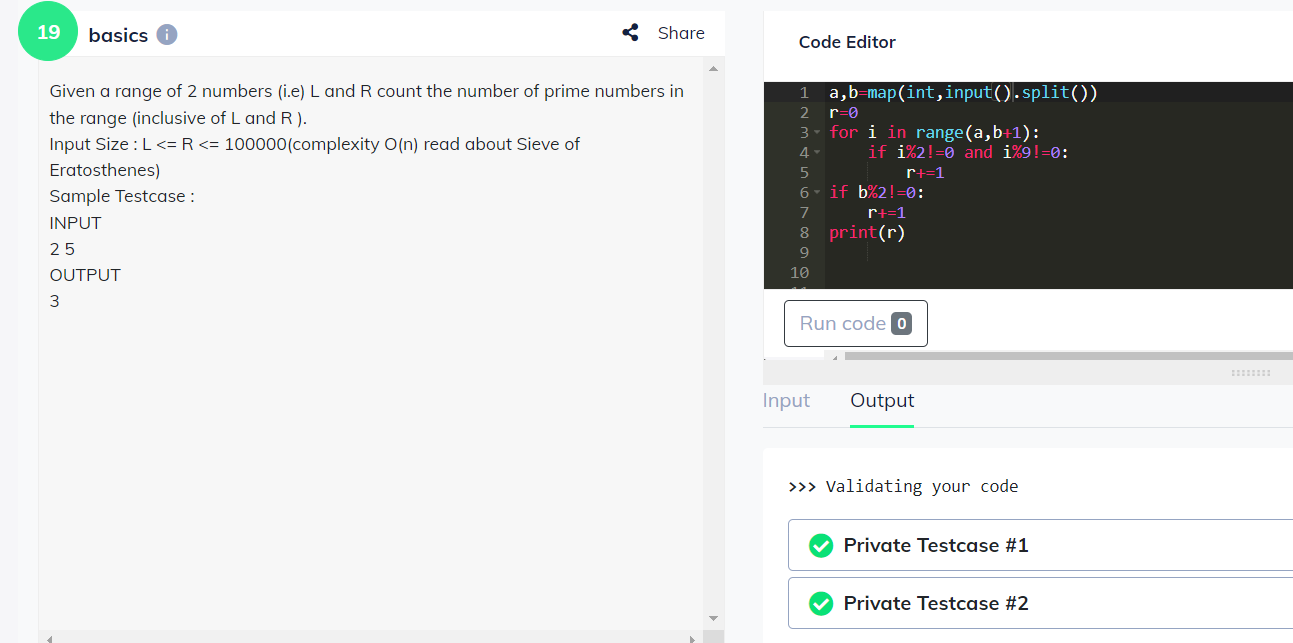 19
basics i
Share
Given a range of 2 numbers (i.e) L and R count the number of prime numbers in
the range (inclusive of L and R ).
Input Size : L <= R <= 100000(complexity O(n) read about Sieve of
Eratosthenes)
Sample Testcase :
INPUT
2 5
OUTPUT
3
Code Editor
1 a,b=map(int,input().split())
2 r=0
3 for i in range(a,b+1):
4     if i%2!=0 and i%9!=0:
5         r+=1
6 if b%2!=0:
7     r+=1
8 print(r)
9
10
Run code 0
Input Output
>>> Validating your code
Private Testcase #1
Private Testcase #2